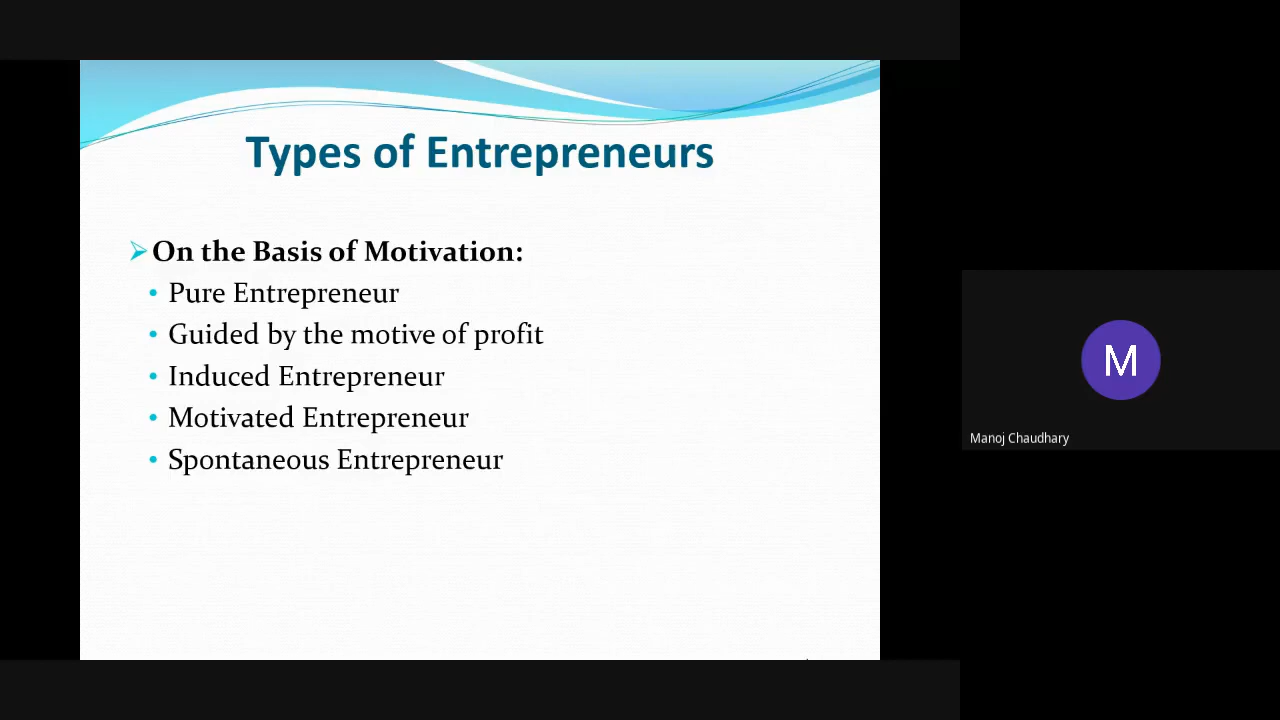 Types of Entrepreneurs
On the Basis of Motivation:
Pure Entrepreneur
Guided by the motive of profit
Induced Entrepreneur
Motivated Entrepreneur
Spontaneous Entrepreneur
M
Manoj Chaudhary